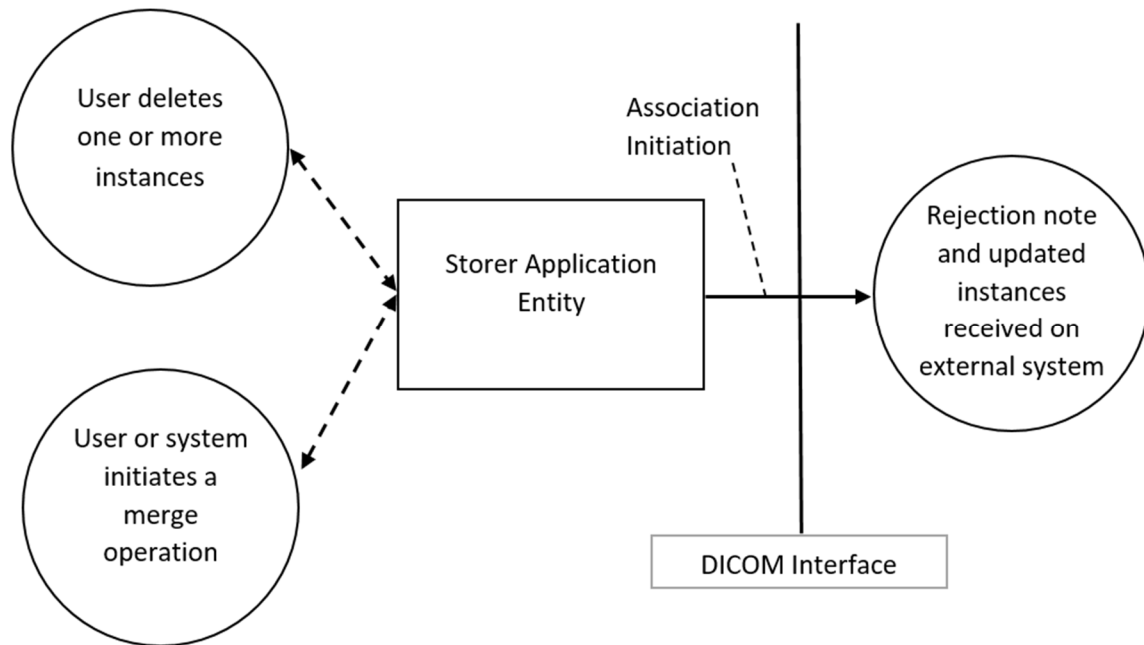 User deletes
one or more
instances
Association
Initiation
Storer Application
Entity
Rejection note
and updated
instances
received on
external system
User or system
initiates a
merge
operation
DICOM Interface